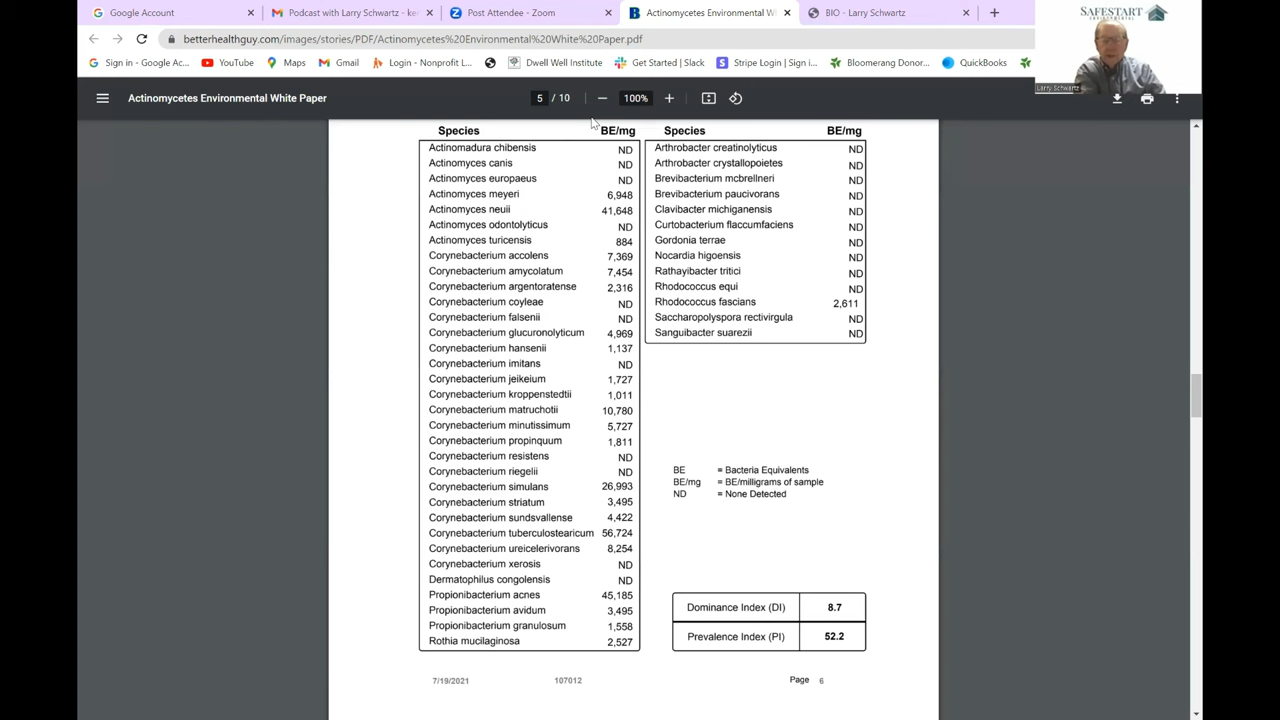 Google Account
Podcast with Larry Schwartz - ke
Post Attendee - Zoom
Actinomycetes Environmental W
BIO - Larry Schwartz
SAFESTART
ENVIRONMENTAL
betterhealthguy.com/images/stories/PDF/Actinomycetes%20Environmental%20White%20Paper.pdf
Sign in - Google Ac...
YouTube
Maps
Gmail
Login - Nonprofit L...
Dwell Well Institute
Get Started | Slack
Stripe Login | Sign i...
Bloomerang Donor...
QuickBooks
Larry Schwartz
Actinomycetes Environmental White Paper
5 / 10
100%
Species BE/mg
Actinomadura chibensis ND
Actinomyces canis ND
Actinomyces europaeus ND
Actinomyces meyeri 6,948
Actinomyces neuii 41,648
Actinomyces odontolyticus ND
Actinomyces turicensis 884
Corynebacterium accolens 7,369
Corynebacterium amycolatum 7,454
Corynebacterium argentoratense 2,316
Corynebacterium coyleae ND
Corynebacterium falsenii ND
Corynebacterium glucuronolyticum 4,969
Corynebacterium hansenii 1,137
Corynebacterium imitans ND
Corynebacterium jeikeium 1,727
Corynebacterium kroppenstedtii 1,011
Corynebacterium matruchotii 10,780
Corynebacterium minutissimum 5,727
Corynebacterium propinquum 1,811
Corynebacterium resistens ND
Corynebacterium riegelii ND
Corynebacterium simulans 26,993
Corynebacterium striatum 3,495
Corynebacterium sundsvallense 4,422
Corynebacterium tuberculostearicum 56,724
Corynebacterium ureicelerivorans 8,254
Corynebacterium xerosis ND
Dermatophilus congolensis ND
Propionibacterium acnes 45,185
Propionibacterium avidum 3,495
Propionibacterium granulosum 1,558
Rothia mucilaginosa 2,527
Species BE/mg
Arthrobacter creatinolyticus ND
Arthrobacter crystallopoietes ND
Brevibacterium mcbrellneri ND
Brevibacterium paucivorans ND
Clavibacter michiganensis ND
Curtobacterium flaccumfaciens ND
Gordonia terrae ND
Nocardia higoensis ND
Rathayibacter tritici ND
Rhodococcus equi ND
Rhodococcus fascians 2,611
Saccharopolyspora rectivirgula ND
Sanguibacter suarezii ND
BE = Bacteria Equivalents
BE/mg = BE/milligrams of sample
ND = None Detected
Dominance Index (DI) 8.7
Prevalence Index (PI) 52.2
7/19/2021 107012 Page 6